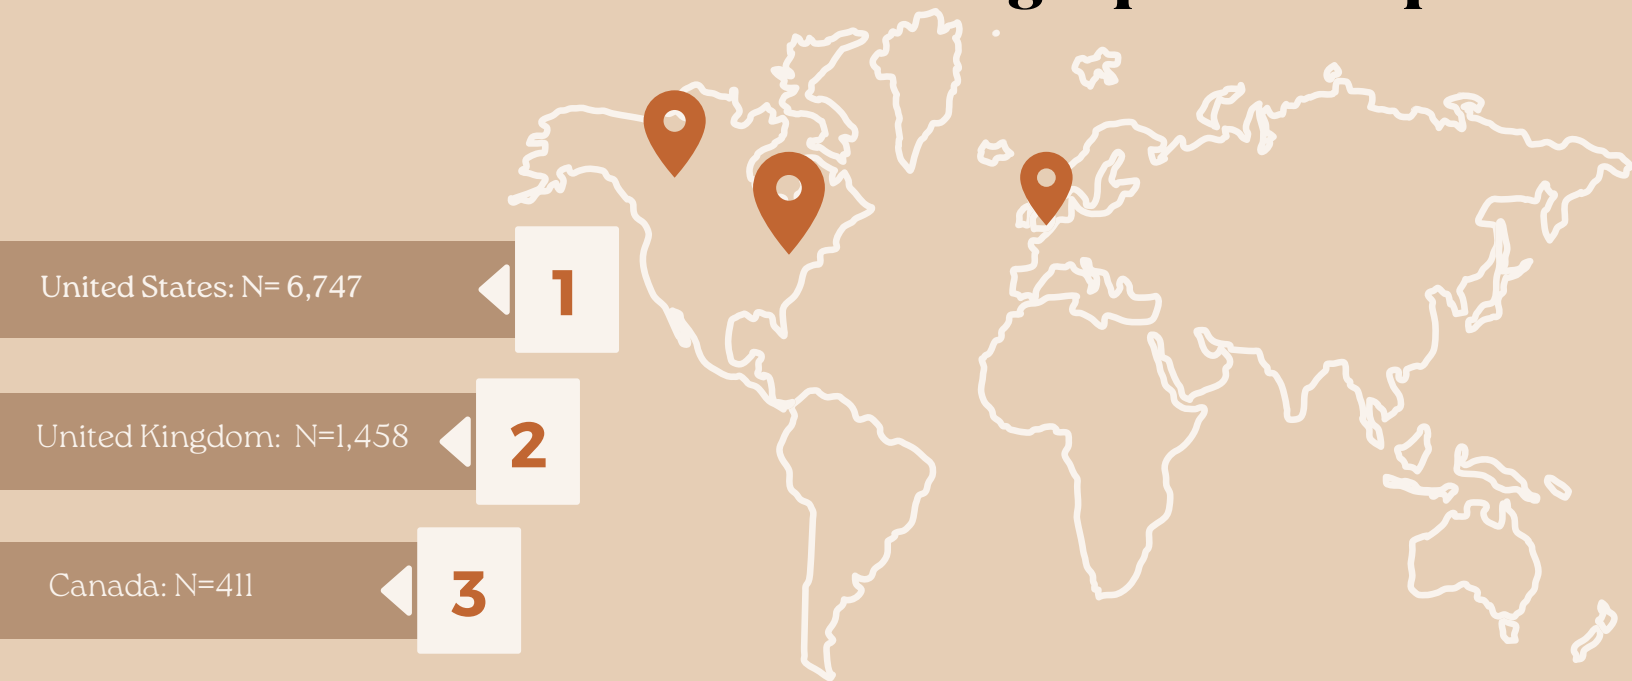 United States: N= 6,747
1
United Kingdom: N=1,458
2
Canada: N=411
3